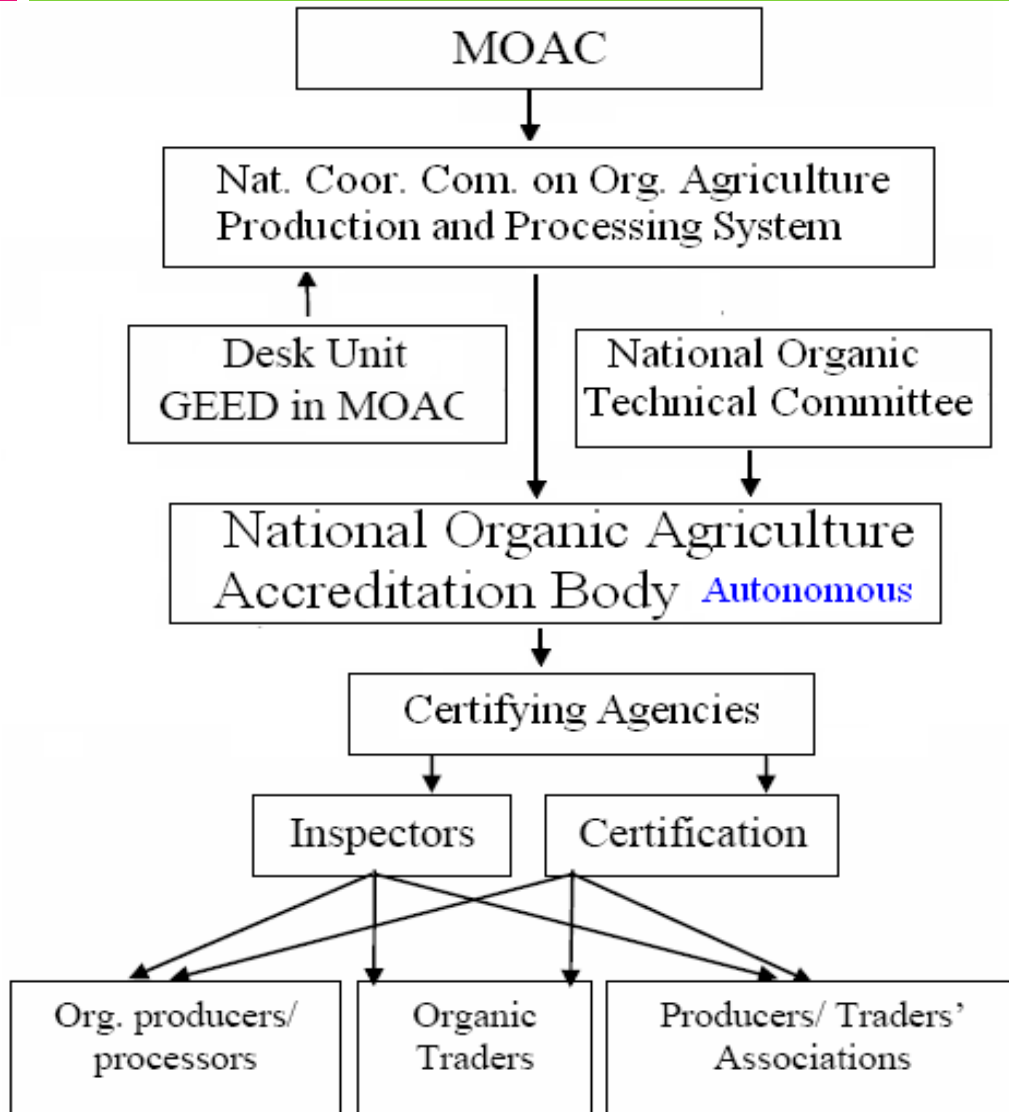 MOAC
Nat. Coor. Com. on Org. Agriculture
Production and Processing System
Desk Unit
GEED in MOAC
National Organic
Technical Committee
National Organic Agriculture
Accreditation Body Autonomous
Certifying Agencies
Inspectors
Certification
Org. producers/
processors
Organic
Traders
Producers/ Traders’
Associations